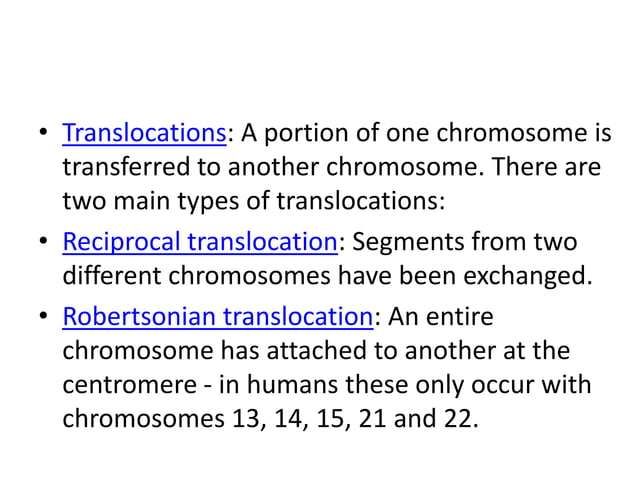 • Translocations: A portion of one chromosome is
transferred to another chromosome. There are
two main types of translocations:
• Reciprocal translocation: Segments from two
different chromosomes have been exchanged.
• Robertsonian translocation: An entire
chromosome has attached to another at the
centromere - in humans these only occur with
chromosomes 13, 14, 15, 21 and 22.